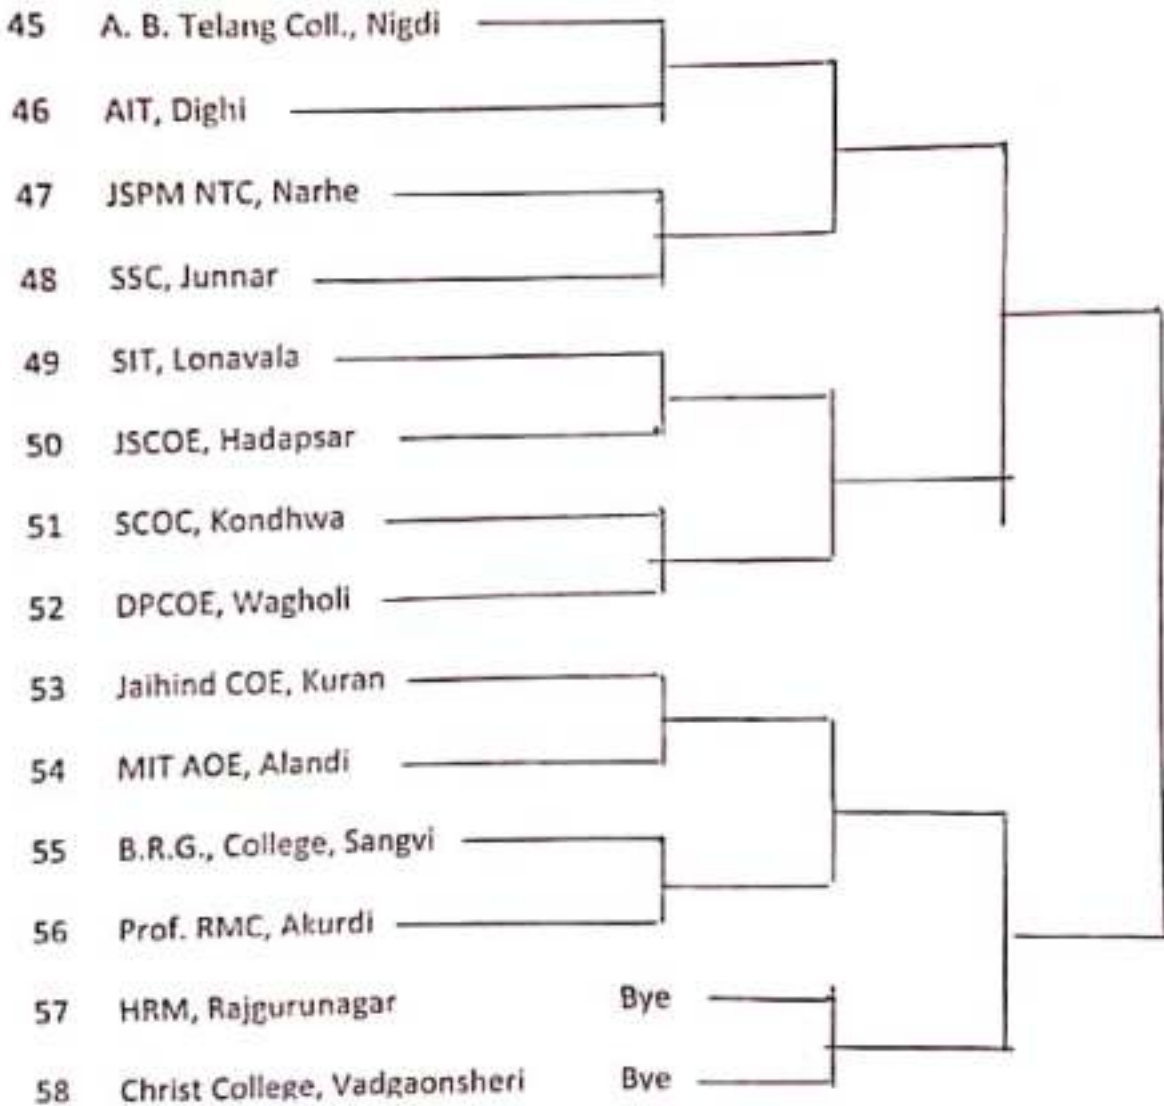 45 A. B. Telang Coll., Nigdi
46 AIT, Dighi
47 JSPM NTC, Narhe
48 SSC, Junnar
49 SIT, Lonavala
50 JSCOE, Hadapsar
51 SCOC, Kondhwa
52 DPCOE, Wagholi
53 Jaihind COE, Kuran
54 MIT AOE, Alandi
55 B.R.G., College, Sangvi
56 Prof. RMC, Akurdi
57 HRM, Rajgurunagar Bye
58 Christ College, Vadgaonsheri Bye